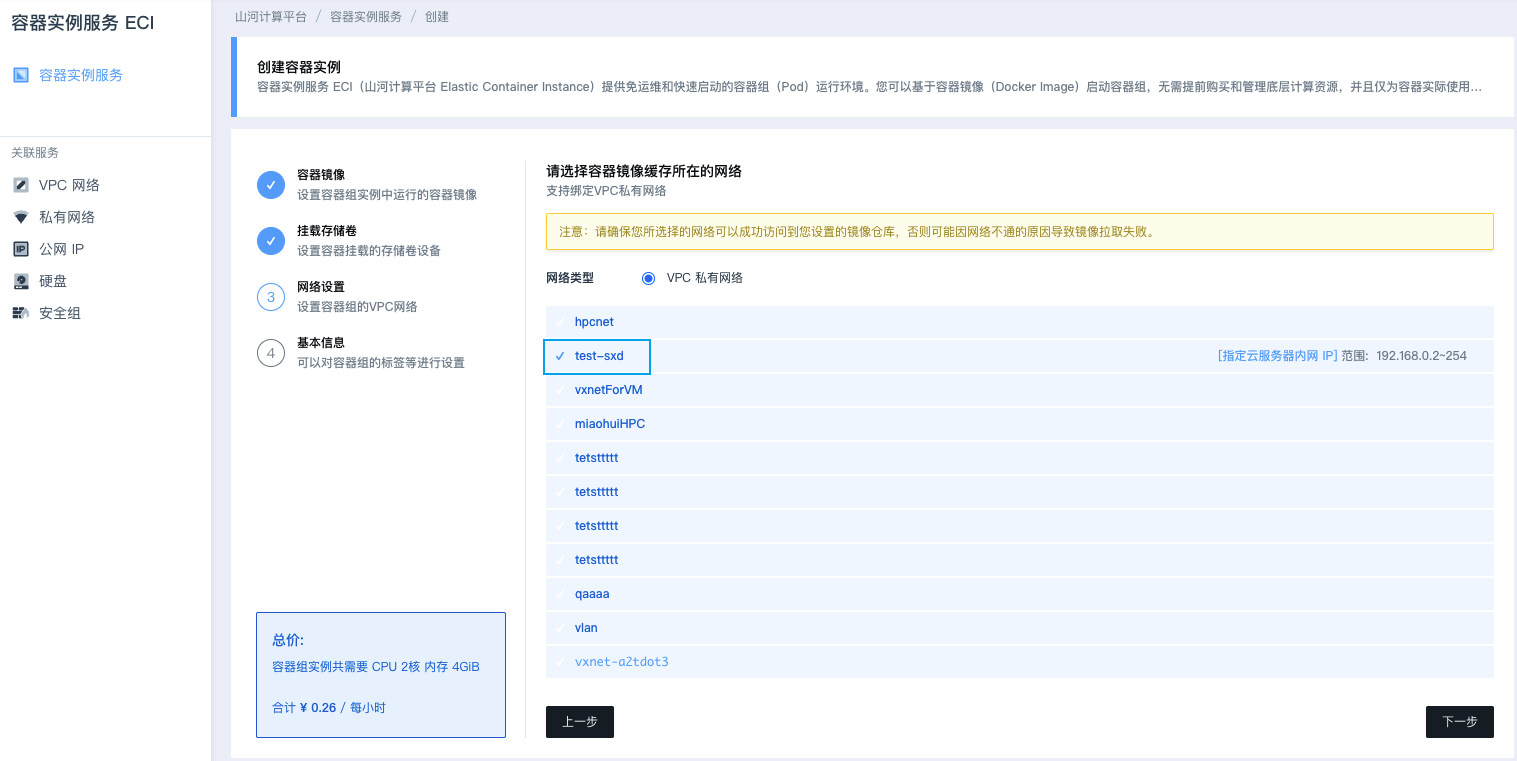 容器实例服务 ECI
容器实例服务
关联服务
VPC 网络
私有网络
IP 公网 IP
硬盘
安全组
山河计算平台 / 容器实例服务 / 创建
创建容器实例
容器实例服务 ECI（山河计算平台 Elastic Container Instance）提供免运维和快速启动的容器组（Pod）运行环境。您可以基于容器镜像（Docker Image）启动容器组，无需提前购买和管理底层计算资源，并且仅为容器实际使用...
容器镜像
设置容器组实例中运行的容器镜像
挂载存储卷
设置容器挂载的存储卷设备
3 网络设置
设置容器组的VPC网络
4 基本信息
可以对容器组的标签等进行设置
总价:
容器组实例共需要 CPU 2核 内存 4GiB
合计 ¥ 0.26 / 每小时
请选择容器镜像缓存所在的网络
支持绑定VPC私有网络
注意：请确保您所选择的网络可以成功访问到您设置的镜像仓库，否则可能因网络不通的原因导致镜像拉取失败。
网络类型 VPC 私有网络
hpcnet
test-sxd [指定云服务器内网 IP] 范围：192.168.0.2~254
vxnetForVM
miaohuiHPC
tetsttttt
tetsttttt
tetsttttt
tetsttttt
qaaaa
vlan
vxnet-a2tdot3
上一步 下一步